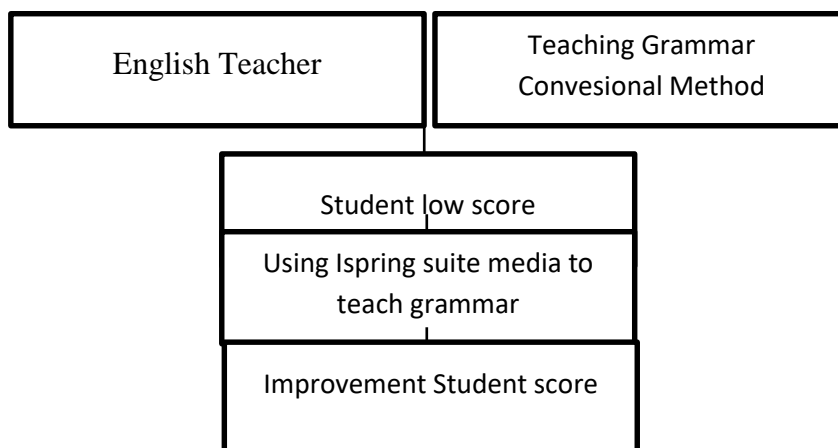 English Teacher
Teaching Grammar
Convesional Method
Student low score
Using Ispring suite media to
teach grammar
Improvement Student score